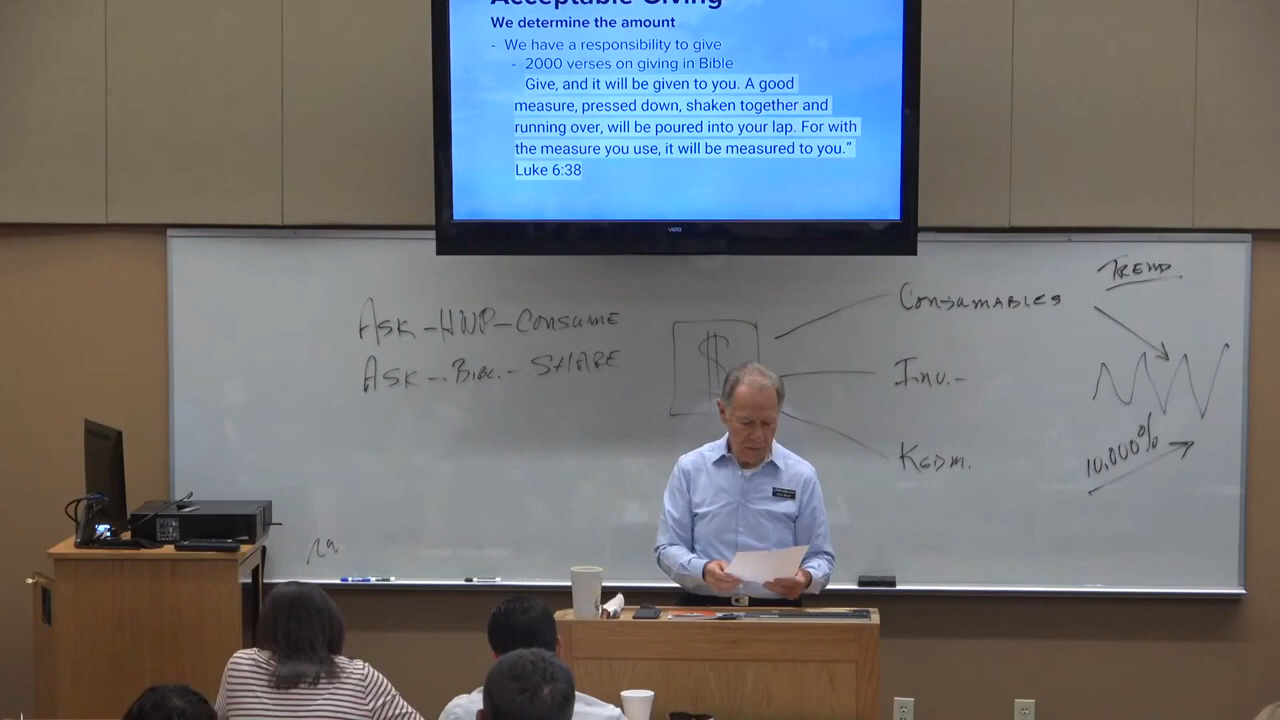 Acceptable Giving
We determine the amount
- We have a responsibility to give
- 2000 verses on giving in Bible
Give, and it will be given to you. A good
measure, pressed down, shaken together and
running over, will be poured into your lap. For with
the measure you use, it will be measured to you.”
Luke 6:38
VIZIO
ASK-HWP-CONSUME
ASK-BIBL.-SHARE
$
CONSUMABLES
INV.-
KGDM.
TREND
10,000%